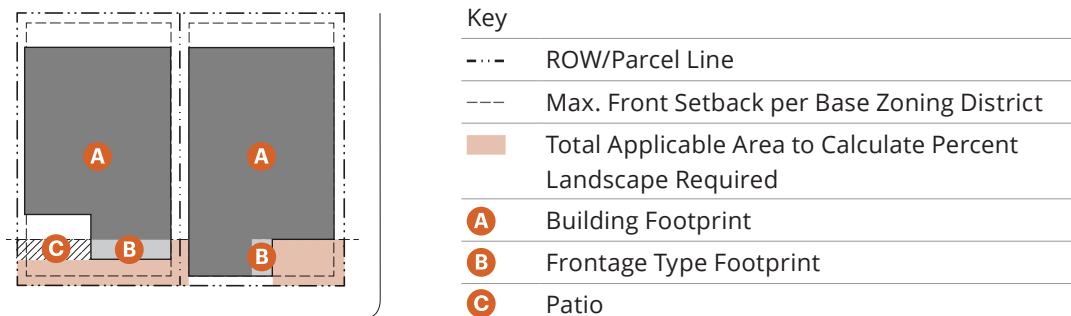 A
A
C
B
B
Key
ROW/Parcel Line
Max. Front Setback per Base Zoning District
Total Applicable Area to Calculate Percent
Landscape Required
A Building Footprint
B Frontage Type Footprint
C Patio